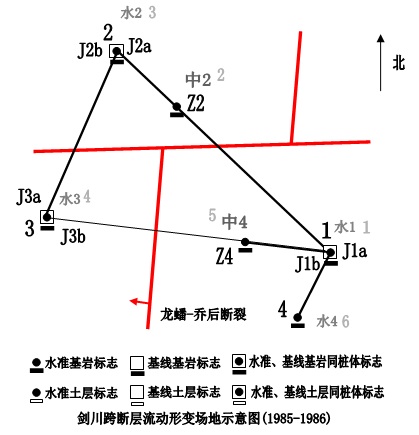 水2 3
2
J2b J2a
北
中2 2
Z2
J3a 水3 4
3 J3b
5 中4
Z4
1 水1 1
J1b J1a
4
水4 6
龙蟠-乔后断裂
水准基岩标志 基线基岩标志 水准、基线基岩同桩体标志
水准土层标志 基线土层标志 水准、基线土层同桩体标志
剑川跨断层流动形变场地示意图(1985-1986)